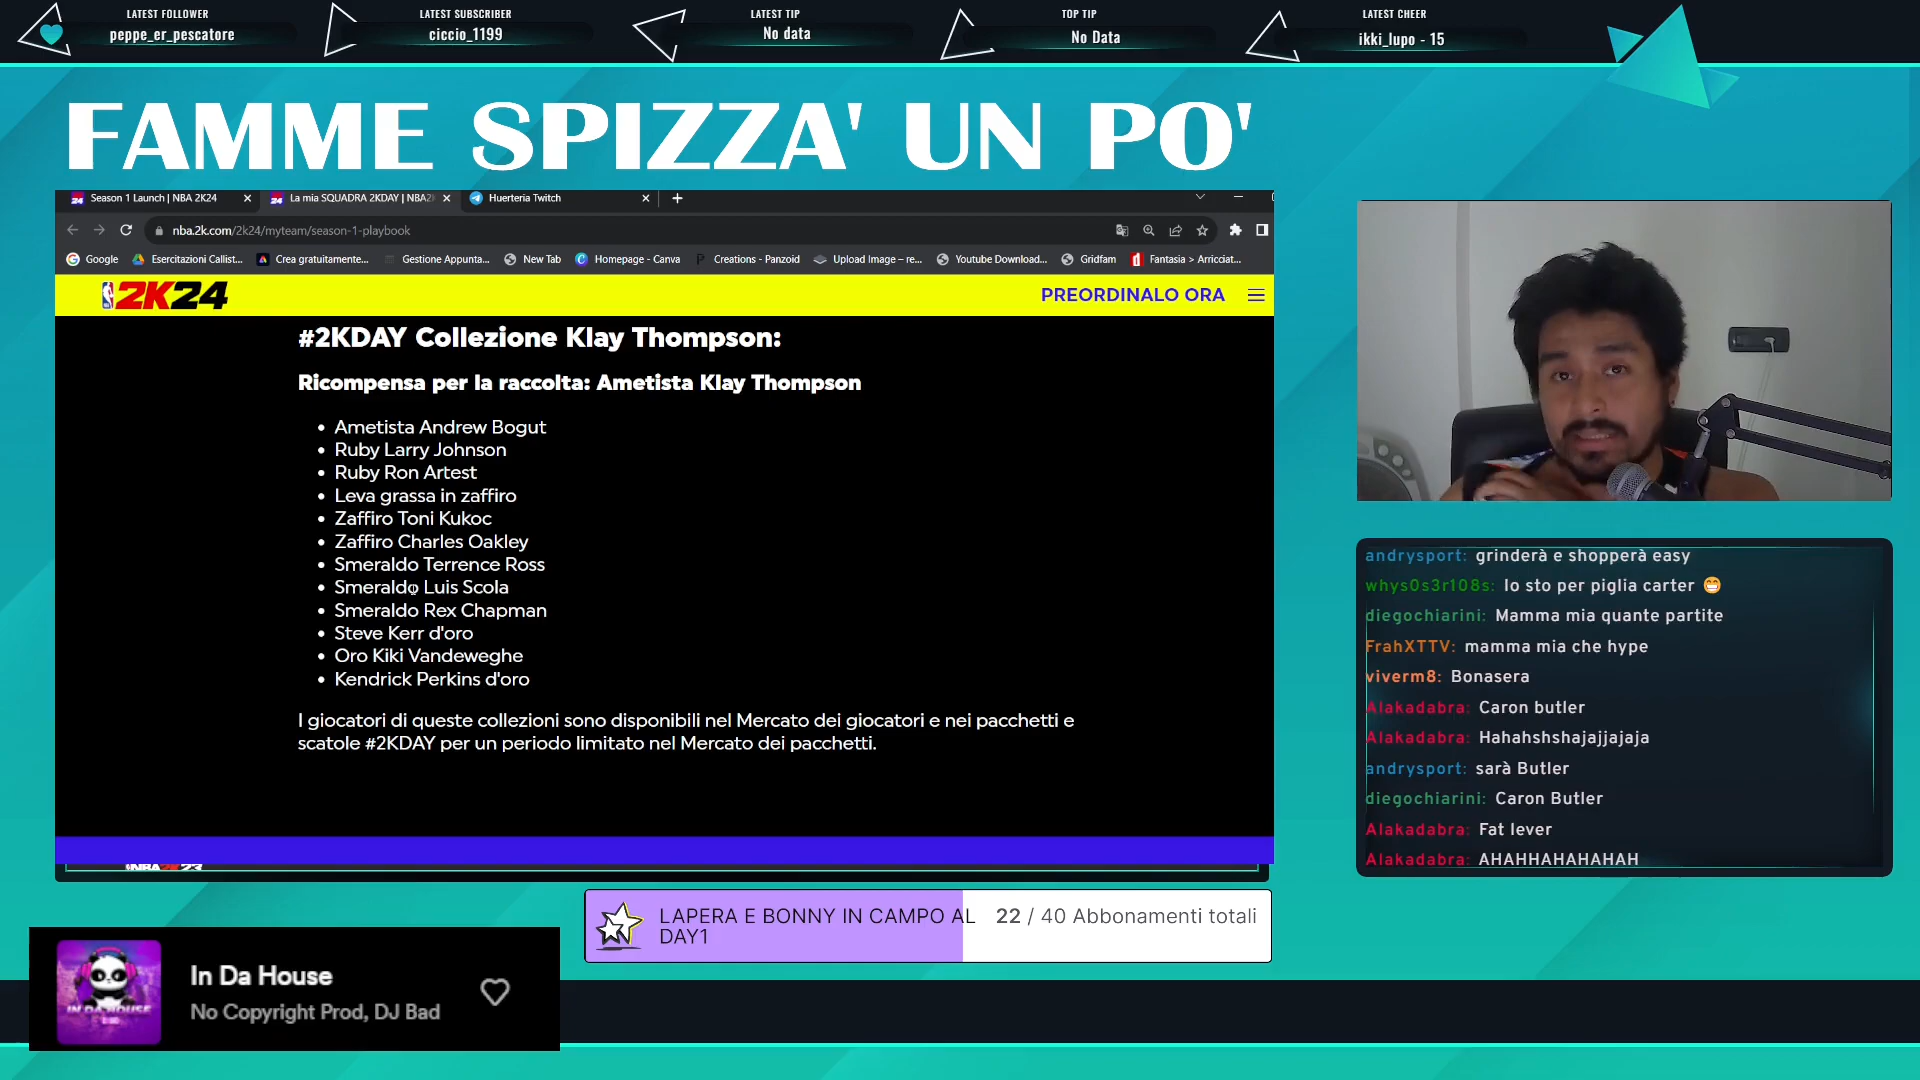 LATEST FOLLOWER
peppe_er_pescatore
LATEST SUBSCRIBER
ciccio_1199
LATEST TIP
No data
TOP TIP
No Data
LATEST CHEER
ikki_lupo - 15
FAMME SPIZZA' UN PO'
Season 1 Launch | NBA 2K24
La mia SQUADRA 2KDAY | NBA2
Huerteria Twitch
nba.2k.com/2k24/myteam/season-1-playbook
Google
Esercitazioni Callist...
Crea gratuitamente...
Gestione Appunta...
New Tab
Homepage - Canva
Creations - Panzoid
Upload Image – re...
Youtube Download...
Gridfam
Fantasia > Arricciat...
2K24
PREORDINALO ORA
#2KDAY Collezione Klay Thompson:
Ricompensa per la raccolta: Ametista Klay Thompson
Ametista Andrew Bogut
Ruby Larry Johnson
Ruby Ron Artest
Leva grassa in zaffiro
Zaffiro Toni Kukoc
Zaffiro Charles Oakley
Smeraldo Terrence Ross
Smeraldo Luis Scola
Smeraldo Rex Chapman
Steve Kerr d'oro
Oro Kiki Vandeweghe
Kendrick Perkins d'oro
I giocatori di queste collezioni sono disponibili nel Mercato dei giocatori e nei pacchetti e
scatole #2KDAY per un periodo limitato nel Mercato dei pacchetti.
andrysport: grinderà e shopperà easy
whys0s3r108s: Io sto per piglia carter
diegochiarini: Mamma mia quante partite
FrahXTTV: mamma mia che hype
viverm8: Bonasera
Alakadabra: Caron butler
Alakadabra: Hahahshshajajjajaja
andrysport: sarà Butler
diegochiarini: Caron Butler
Alakadabra: Fat lever
Alakadabra: AHAHHAHAHAHAH
LAPERA E BONNY IN CAMPO AL
DAY1
22 / 40 Abbonamenti totali
IN DA HOUSE
In Da House
No Copyright Prod, DJ Bad